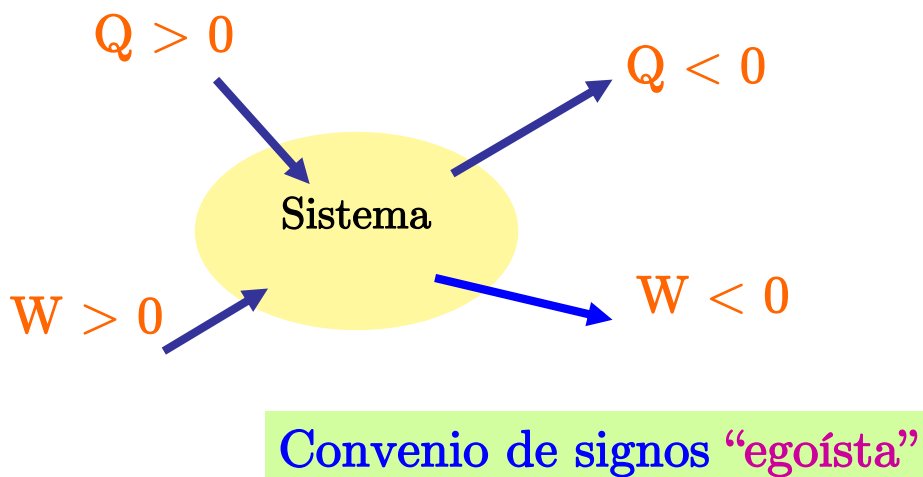 Q > 0
Q < 0
Sistema
W > 0
W < 0
Convenio de signos “egoísta”